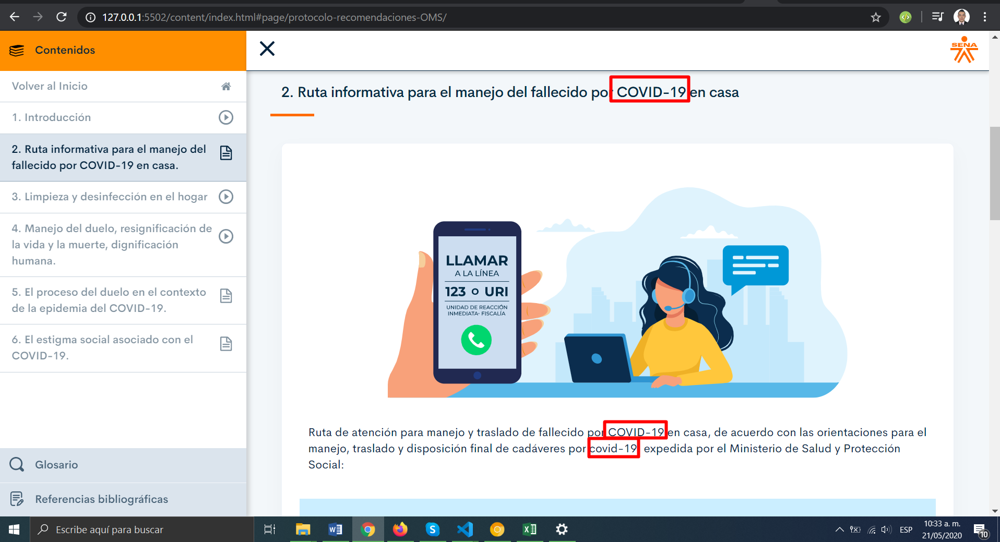 127.0.0.1:5502/content/index.html#page/protocolo-recomendaciones-OMS/
Contenidos
Volver al Inicio
1. Introducción
2. Ruta informativa para el manejo del
fallecido por COVID-19 en casa.
3. Limpieza y desinfección en el hogar
4. Manejo del duelo, resignificación de
la vida y la muerte, dignificación
humana.
5. El proceso del duelo en el contexto
de la epidemia del COVID-19.
6. El estigma social asociado con el
COVID-19.
Glosario
Referencias bibliográficas
SENA
2. Ruta informativa para el manejo del fallecido por COVID-19 en casa
LLAMAR
A LA LÍNEA
123 O URI
UNIDAD DE REACCIÓN
INMEDIATA- FISCALÍA
Ruta de atención para manejo y traslado de fallecido por COVID-19 en casa, de acuerdo con las orientaciones para el
manejo, traslado y disposición final de cadáveres por covid-19, expedida por el Ministerio de Salud y Protección
Social:
Escribe aquí para buscar
ESP
10:33 a. m.
21/05/2020
10